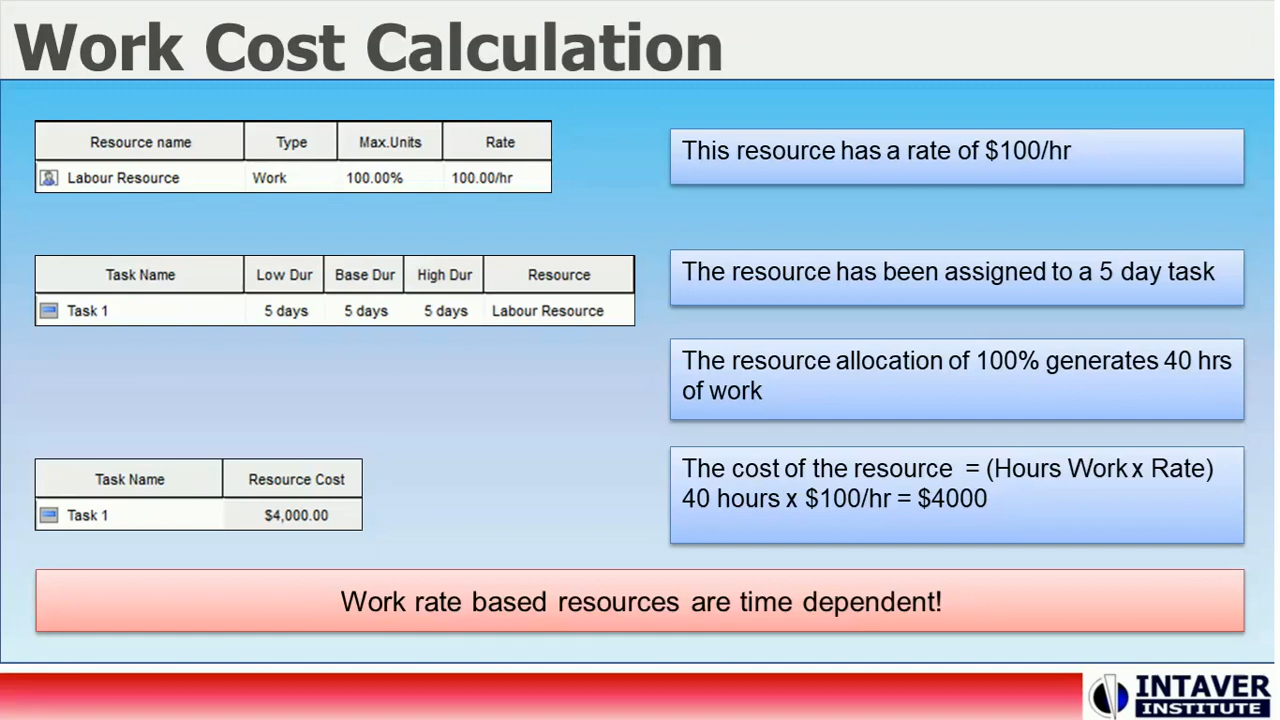 Work Cost Calculation
Resource name Type Max.Units Rate
Labour Resource Work 100.00% 100.00/hr
This resource has a rate of $100/hr
Task Name Low Dur Base Dur High Dur Resource
Task 1 5 days 5 days 5 days Labour Resource
The resource has been assigned to a 5 day task
The resource allocation of 100% generates 40 hrs
of work
Task Name Resource Cost
Task 1 $4,000.00
The cost of the resource = (Hours Work x Rate)
40 hours x $100/hr = $4000
Work rate based resources are time dependent!
INTAVER
INSTITUTE